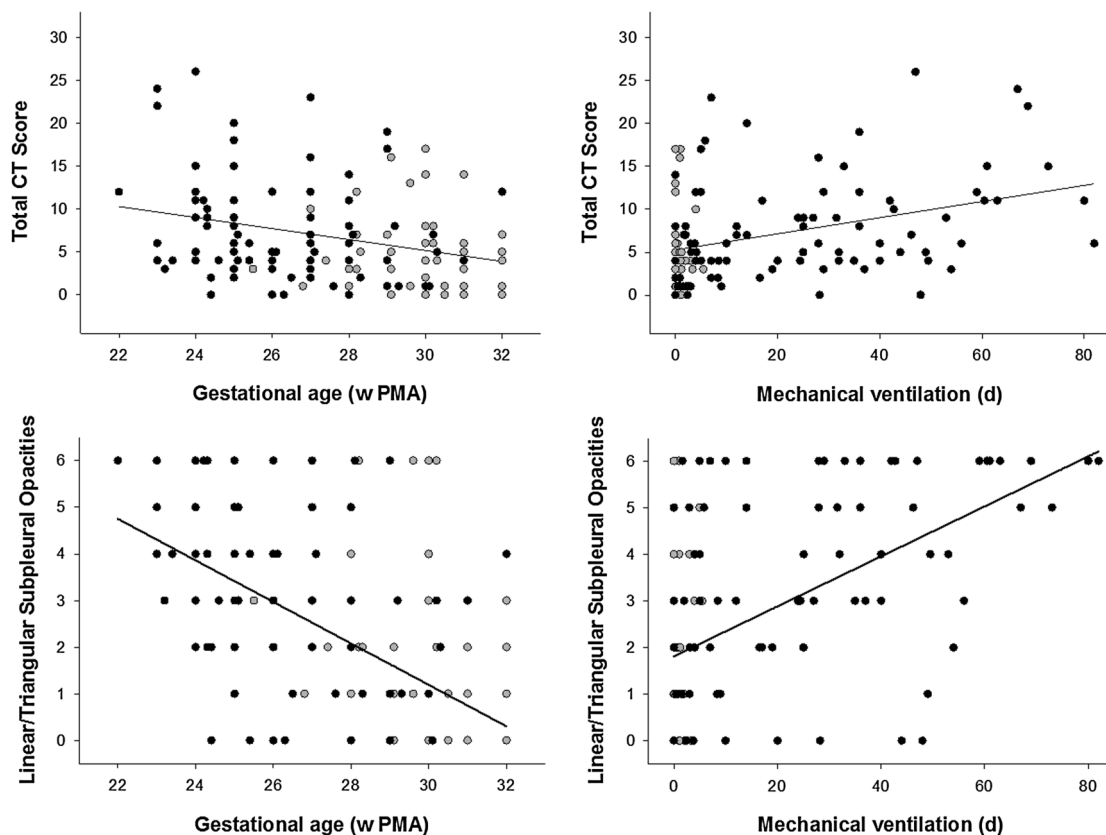 Total CT Score
30
25
20
15
10
5
0
22 24 26 28 30 32
Gestational age (w PMA)
Total CT Score
30
25
20
15
10
5
0
0 20 40 60 80
Mechanical ventilation (d)
Linear/Triangular Subpleural Opacities
6
5
4
3
2
1
0
22 24 26 28 30 32
Gestational age (w PMA)
Linear/Triangular Subpleural Opacities
6
5
4
3
2
1
0
0 20 40 60 80
Mechanical ventilation (d)